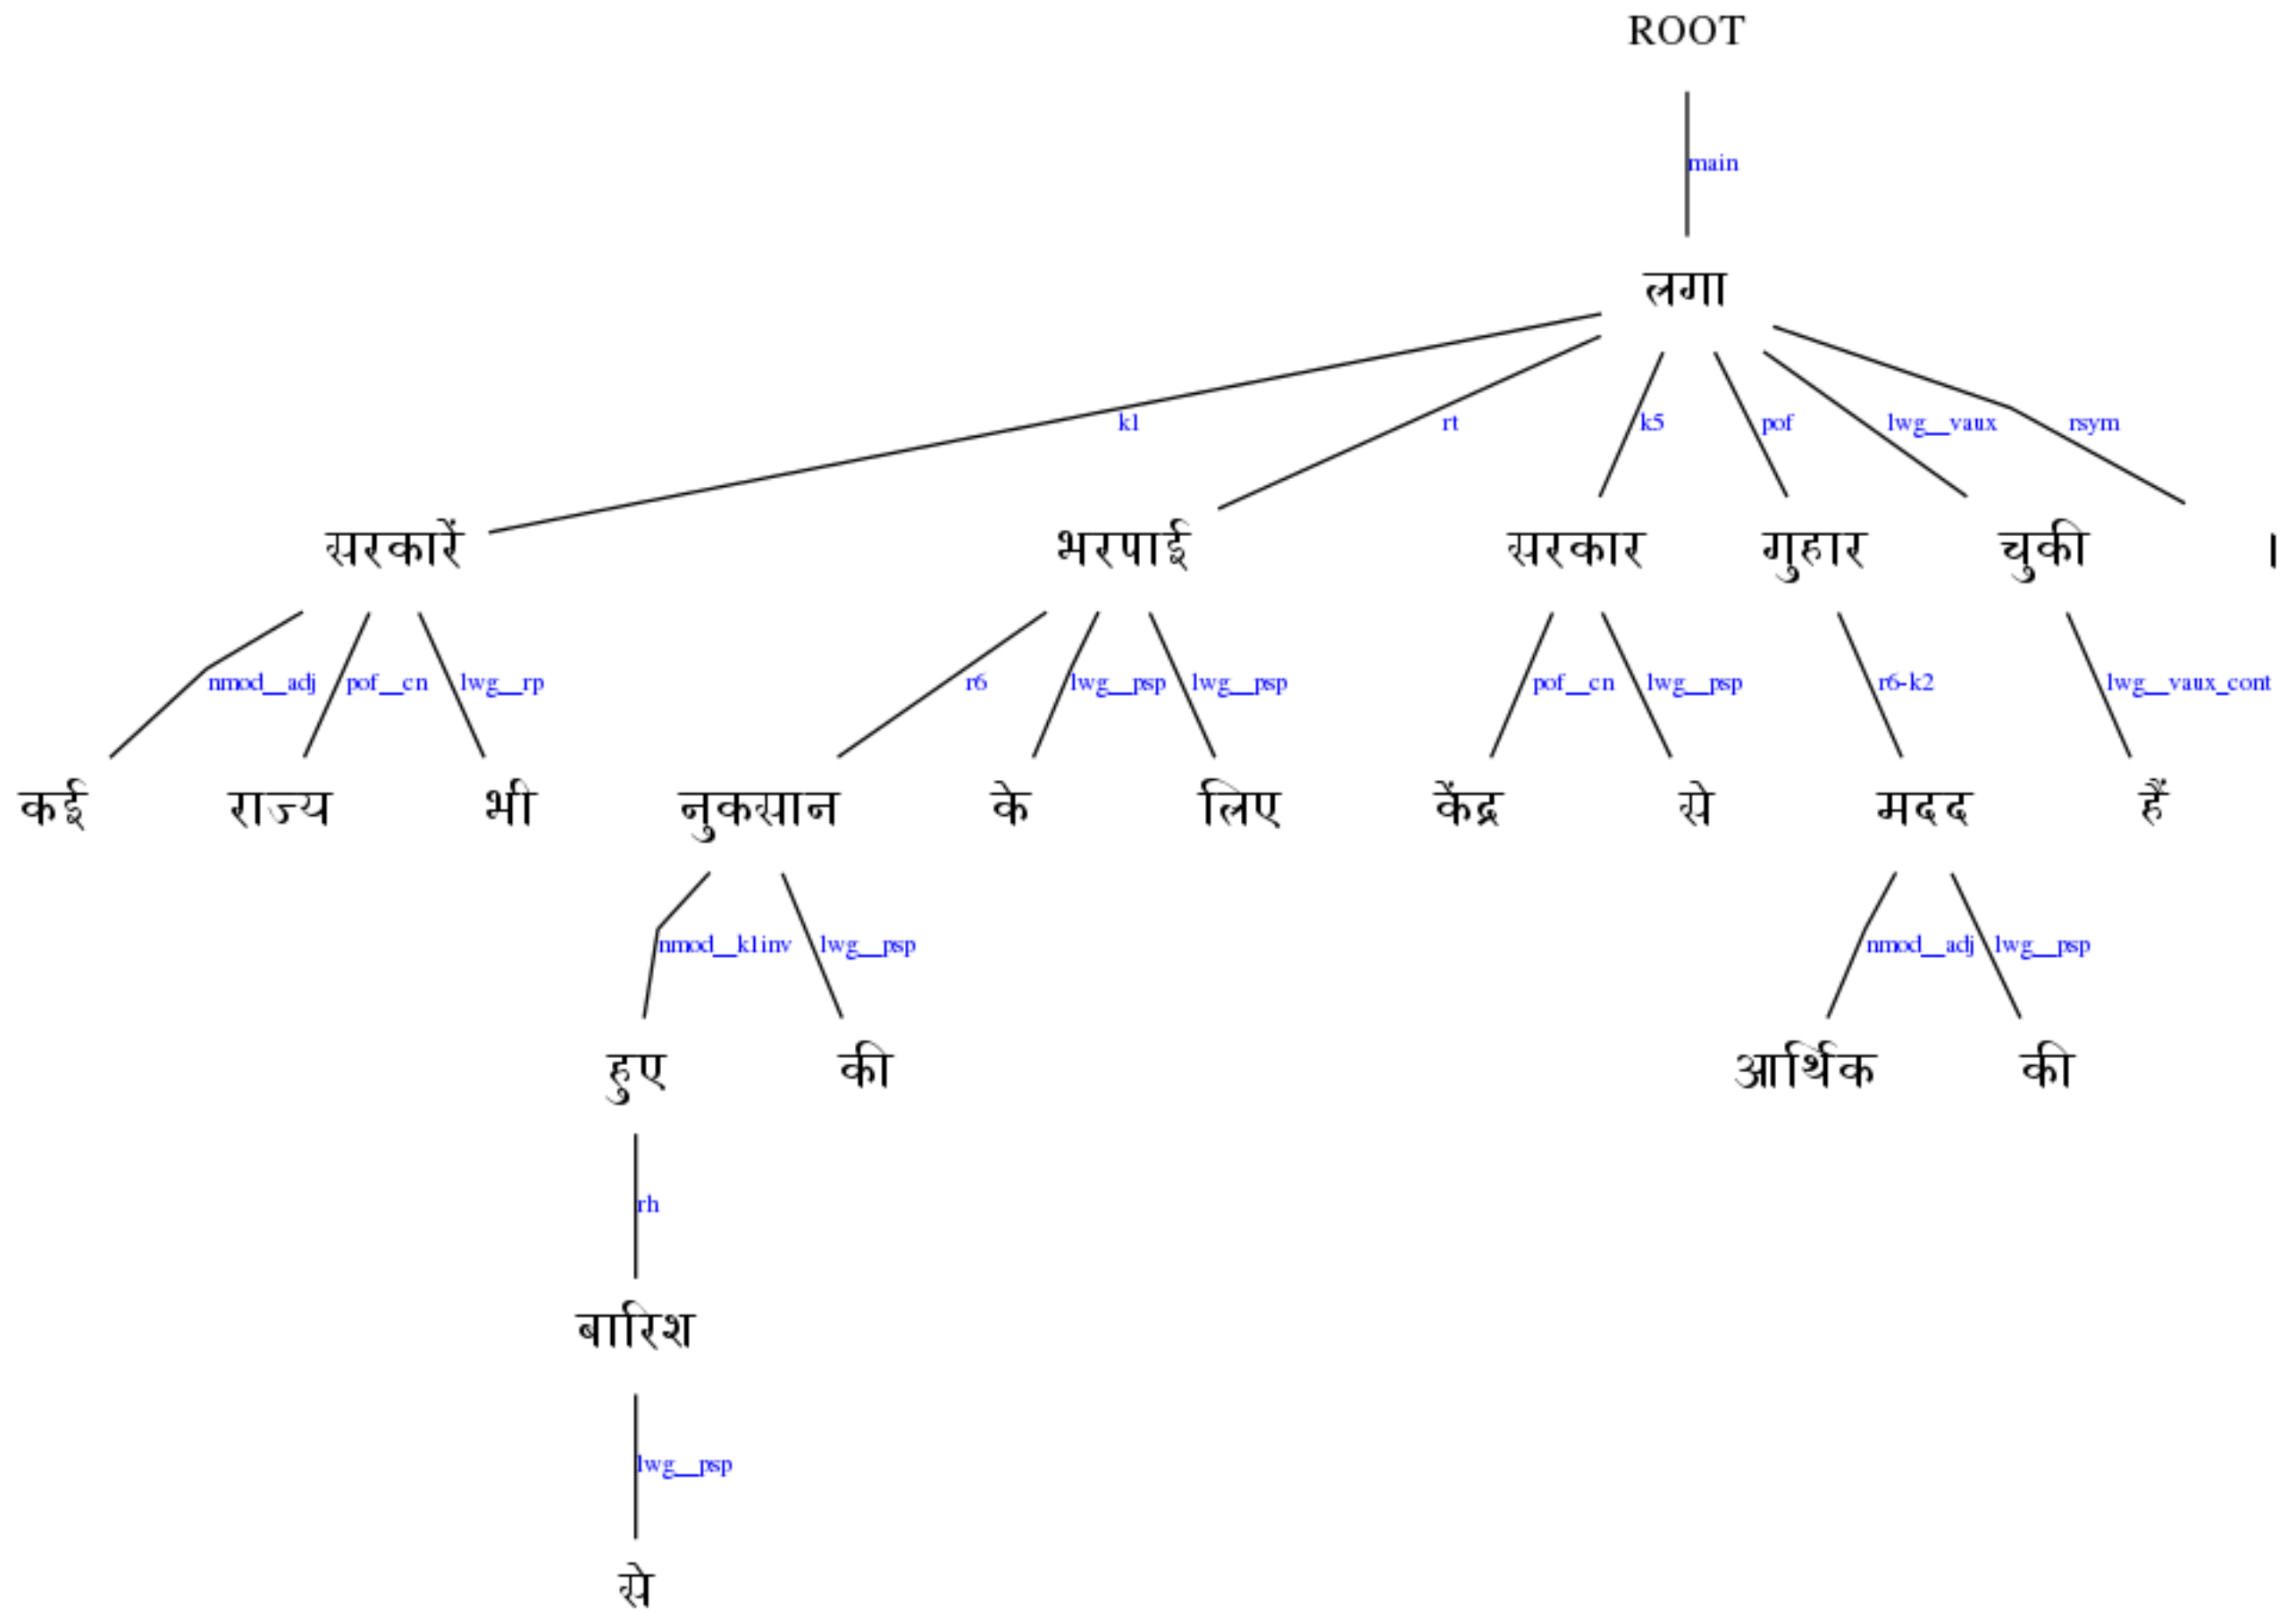 ROOT
main
लगा
k1 rt k5 pof lwg__vaux rsym
सरकारें भरपाई सरकार गुहार चुकी ।
nmod__adj pof__cn lwg__rp r6 lwg__psp lwg__psp pof__cn lwg__psp r6-k2 lwg__vaux_cont
कई राज्य भी नुकसान के लिए केंद्र से मदद हैं
nmod__k1inv lwg__psp nmod__adj lwg__psp
हुए की आर्थिक की
rh
बारिश
lwg__psp
से